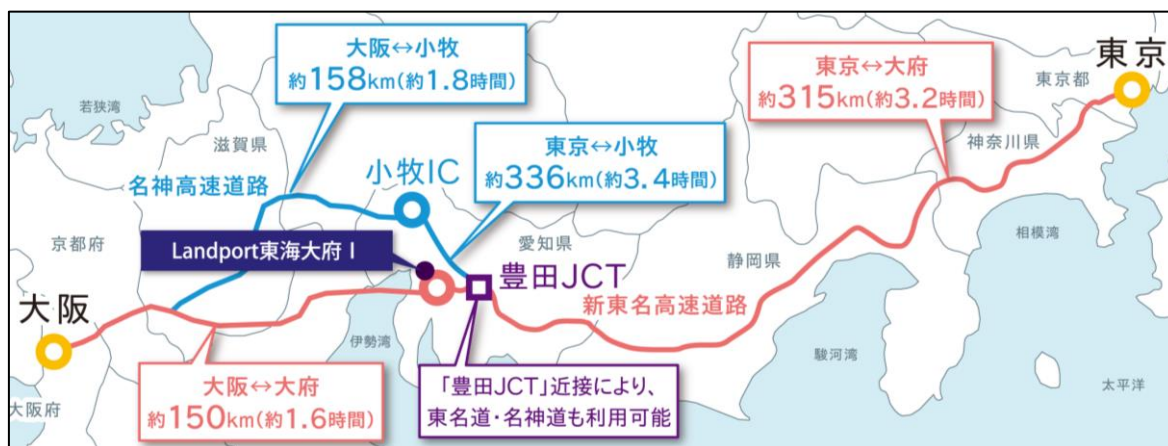 大阪↔小牧
約158km(約1.8時間)
東京↔大府
約315km(約3.2時間)
東京
東京都
若狭湾
滋賀県
東京↔小牧
約336km(約3.4時間)
神奈川県
名神高速道路
小牧IC
京都府
Landport東海大府Ⅰ
愛知県
相模湾
静岡県
豊田JCT
新東名高速道路
大阪
伊勢湾
駿河湾
大阪↔大府
約150km(約1.6時間)
「豊田JCT」近接により、
東名道・名神道も利用可能
太平洋
大阪府